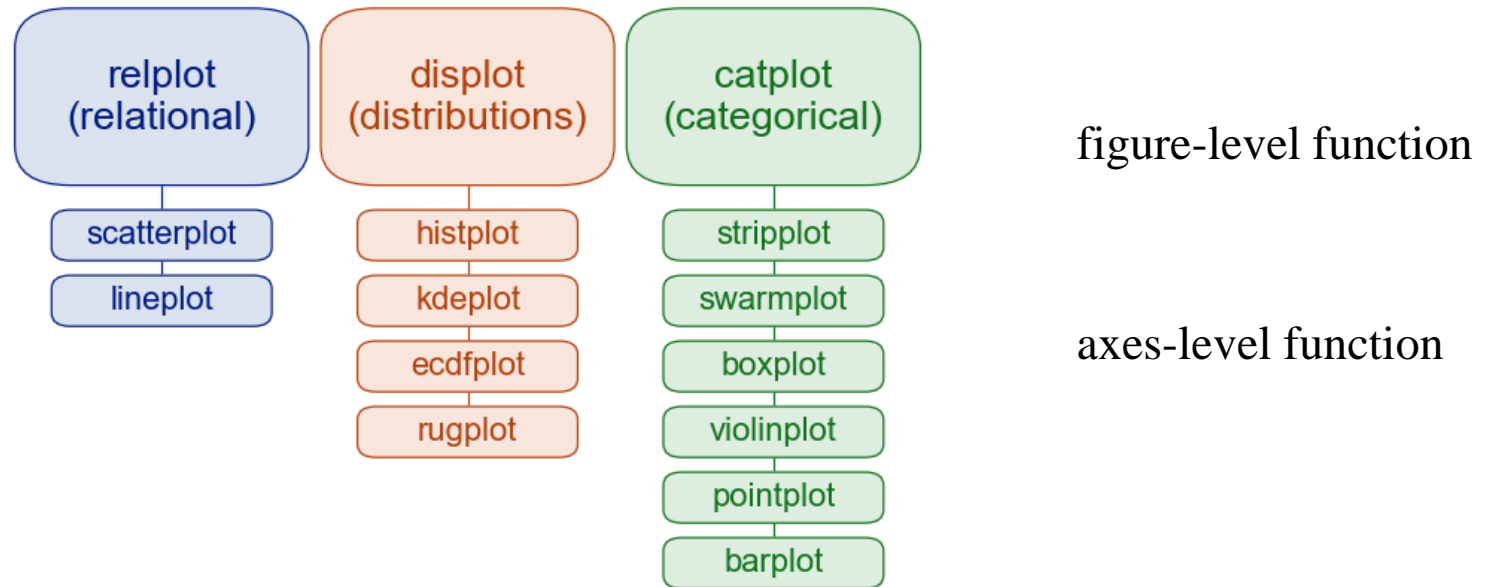 relplot
(relational)
displot
(distributions)
catplot
(categorical)
figure-level function
scatterplot
lineplot
histplot
kdeplot
ecdfplot
rugplot
stripplot
swarmplot
boxplot
violinplot
pointplot
barplot
axes-level function